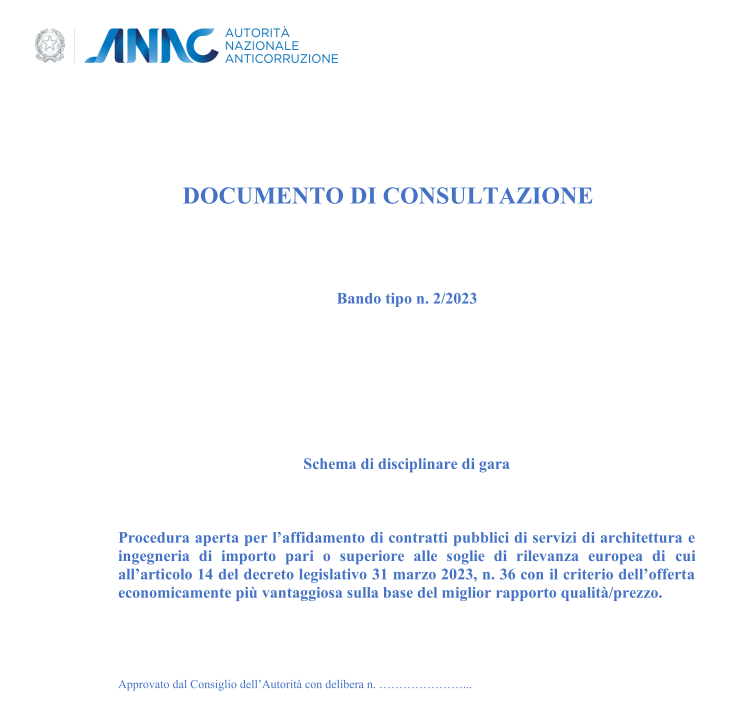 ANAC
AUTORITÀ
NAZIONALE
ANTICORRUZIONE
DOCUMENTO DI CONSULTAZIONE
Bando tipo n. 2/2023
Schema di disciplinare di gara
Procedura aperta per l’affidamento di contratti pubblici di servizi di architettura e
ingegneria di importo pari o superiore alle soglie di rilevanza europea di cui
all’articolo 14 del decreto legislativo 31 marzo 2023, n. 36 con il criterio dell’offerta
economicamente più vantaggiosa sulla base del miglior rapporto qualità/prezzo.
Approvato dal Consiglio dell’Autorità con delibera n. …………………...